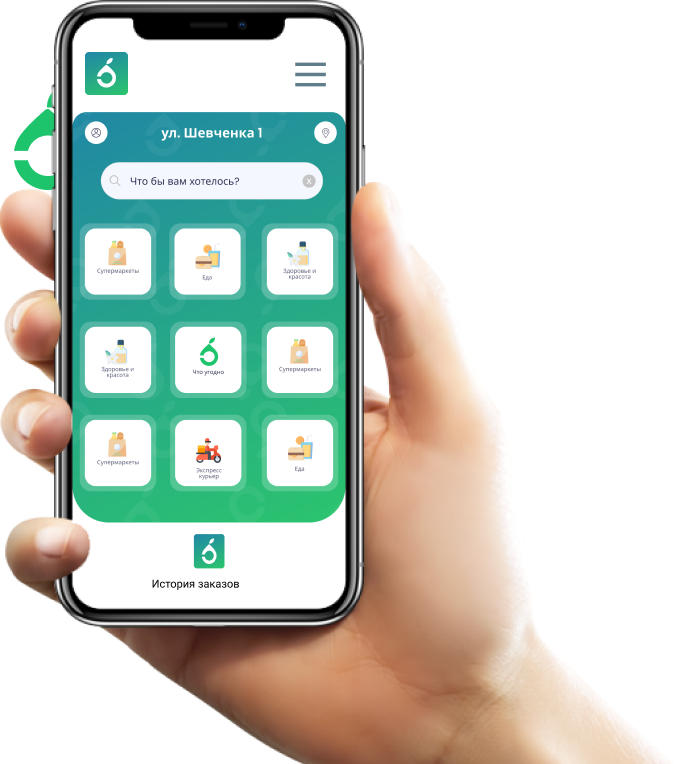 ул. Шевченка 1
Что бы вам хотелось?
X
Супермаркеты
Еда
Здоровье и
красота
Здоровье и
красота
Что угодно
Супермаркеты
Супермаркеты
Экспресс
курьер
Еда
История заказов